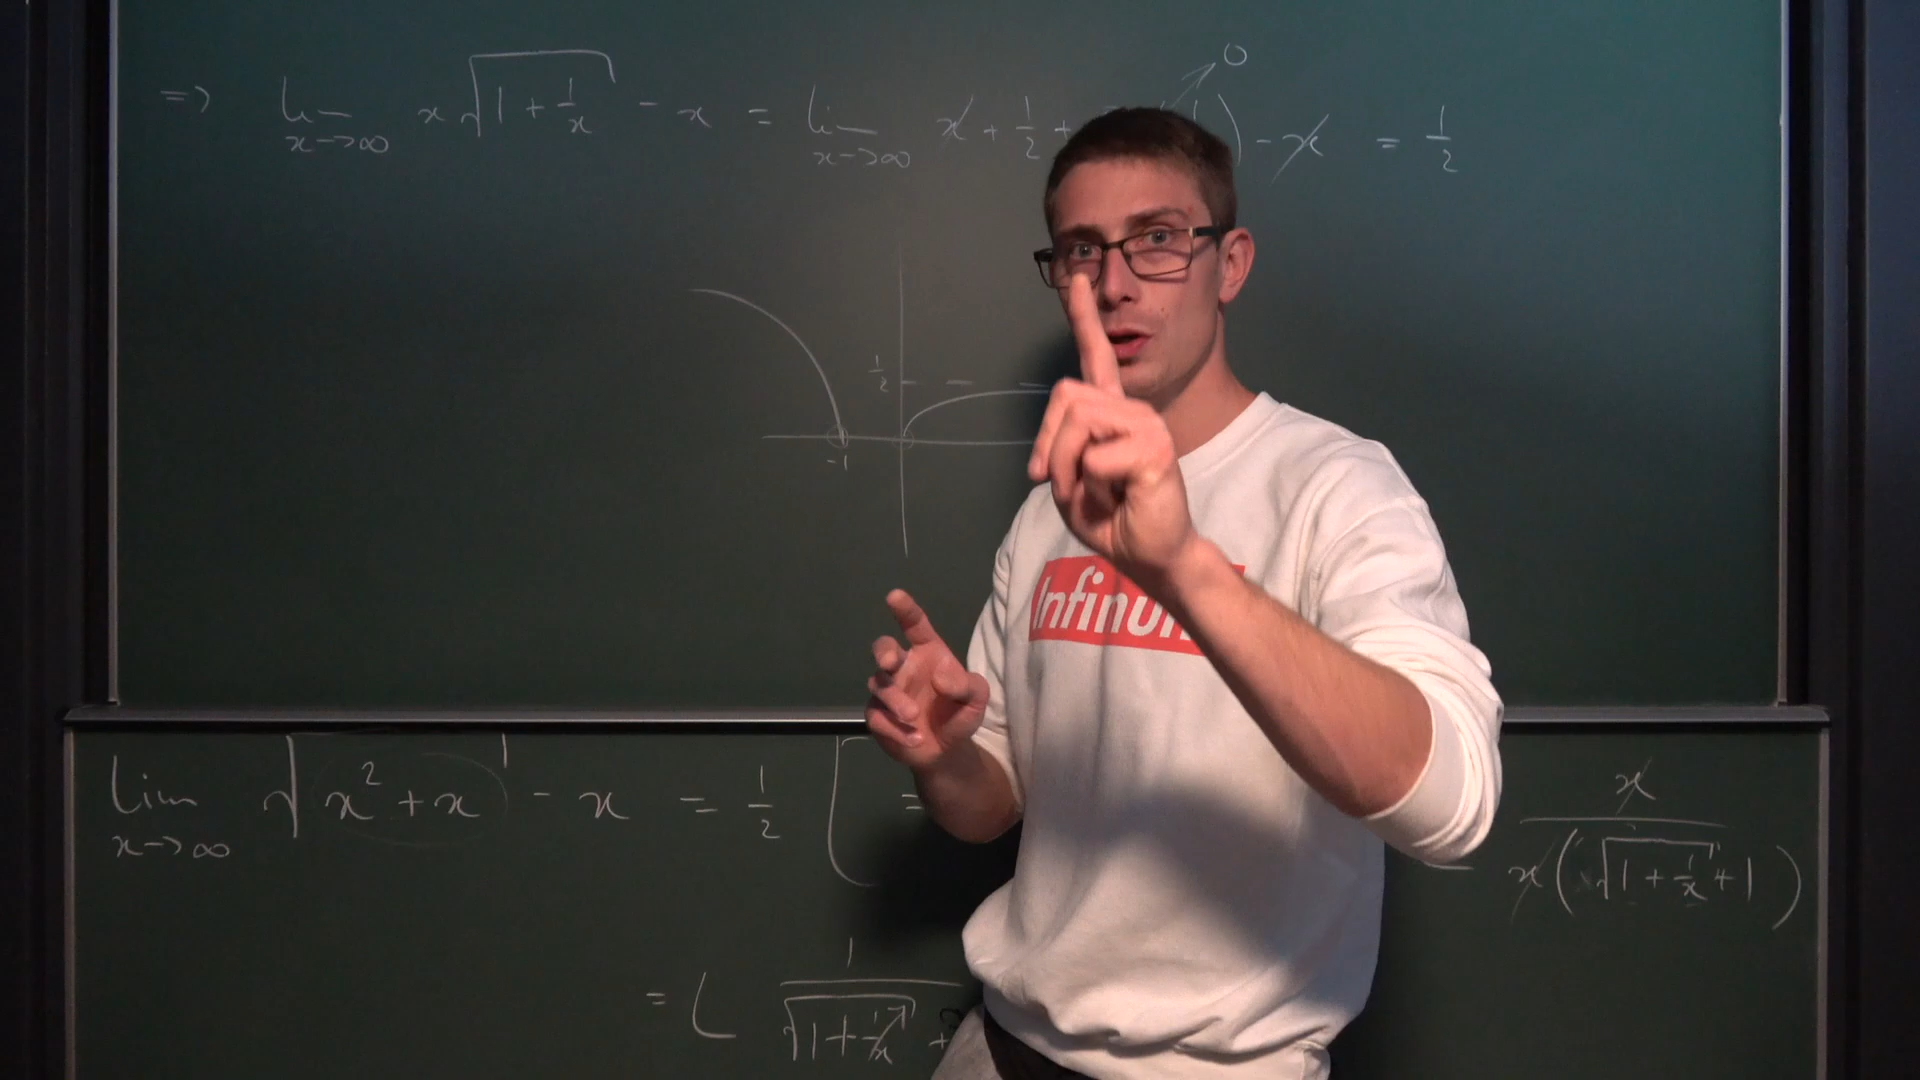 => lim x→∞ x√(1 + 1/x) - x = lim x→∞ x + 1/2 + ) - x = 1/2
0
1/2
-1
Infinum
lim x→∞ √(x² + x) - x = 1/2 [ = x / x(√(1 + 1/x) + 1)
= L 1 / √(1 + 1/x) +